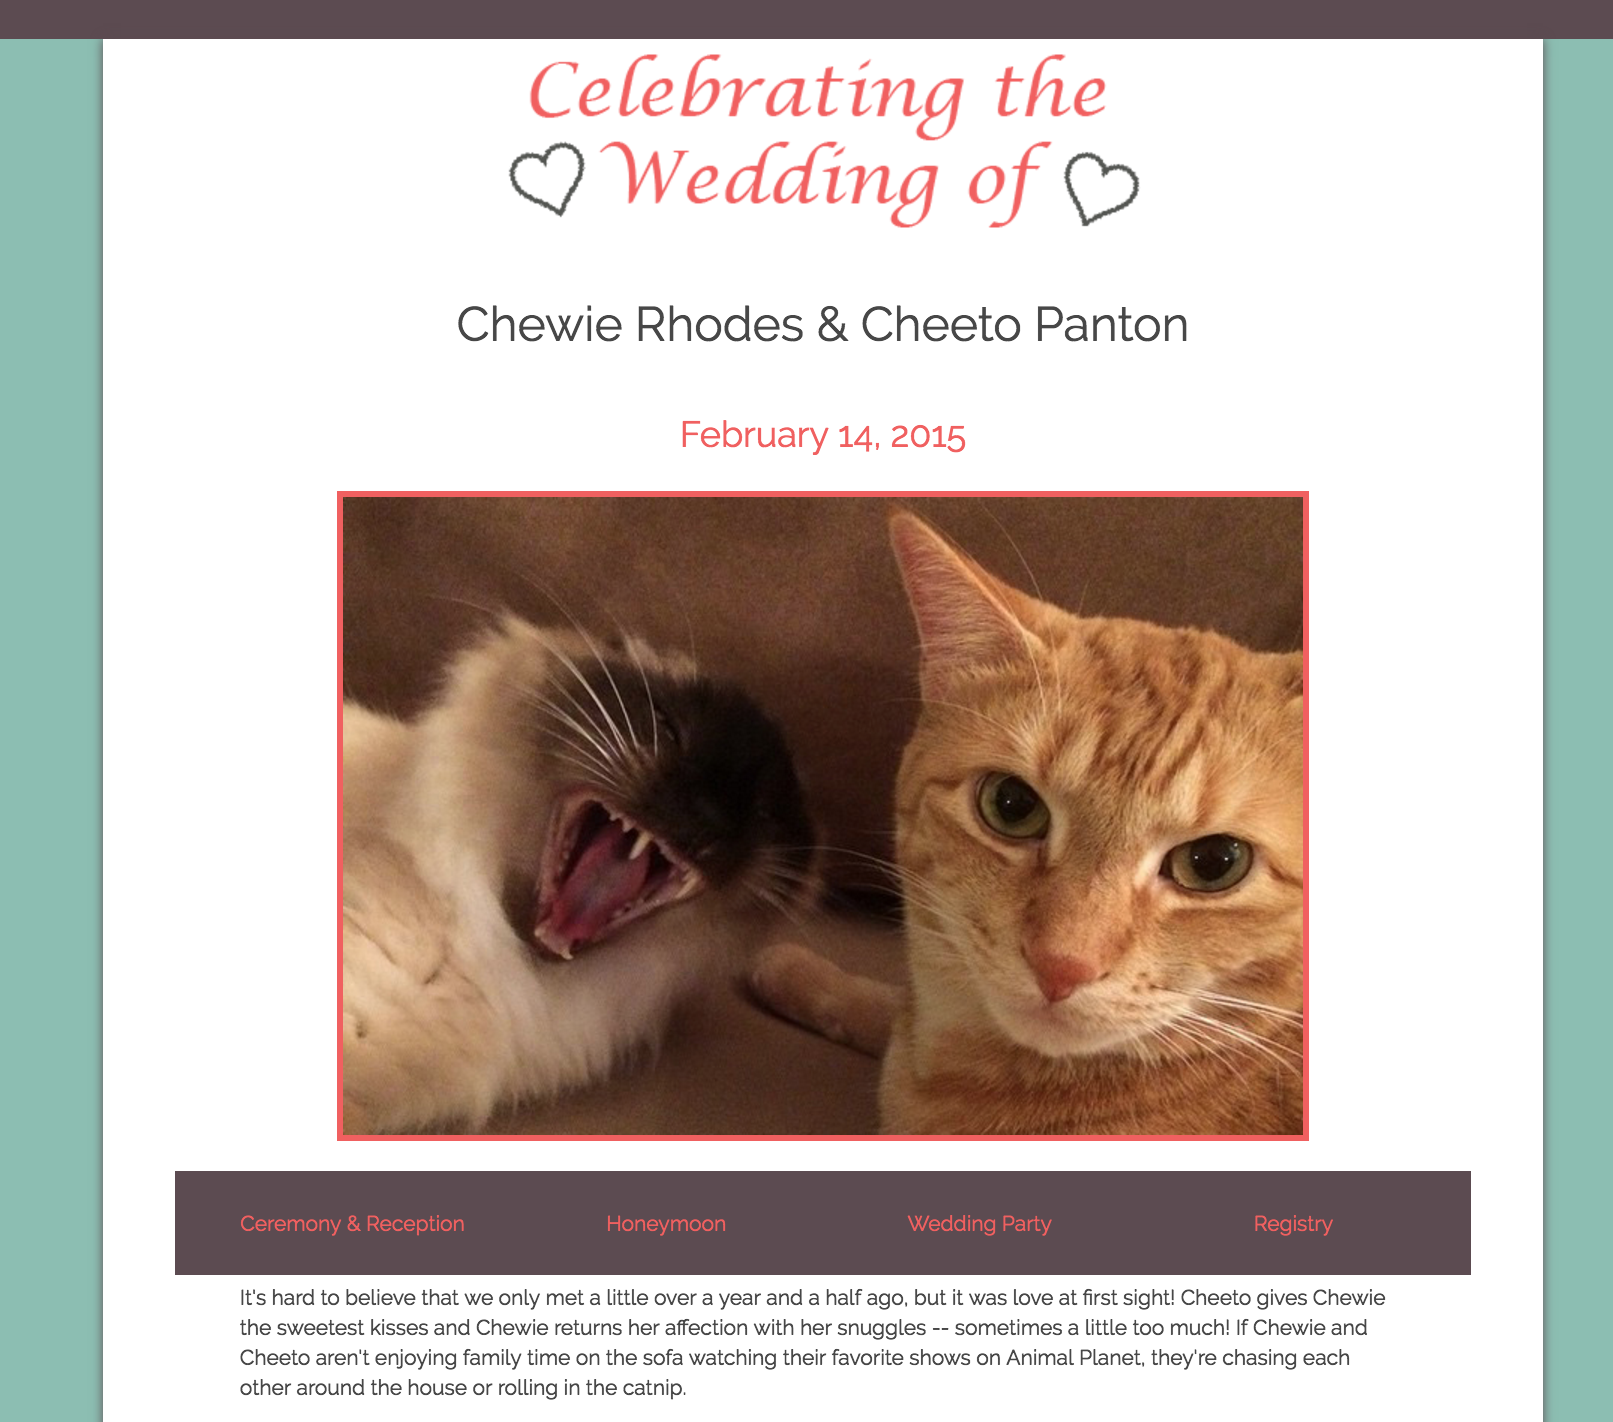 Celebrating the
Wedding of
Chewie Rhodes & Cheeto Panton
February 14, 2015
Ceremony & Reception Honeymoon Wedding Party Registry
It's hard to believe that we only met a little over a year and a half ago, but it was love at first sight! Cheeto gives Chewie
the sweetest kisses and Chewie returns her affection with her snuggles -- sometimes a little too much! If Chewie and
Cheeto aren't enjoying family time on the sofa watching their favorite shows on Animal Planet, they're chasing each
other around the house or rolling in the catnip.